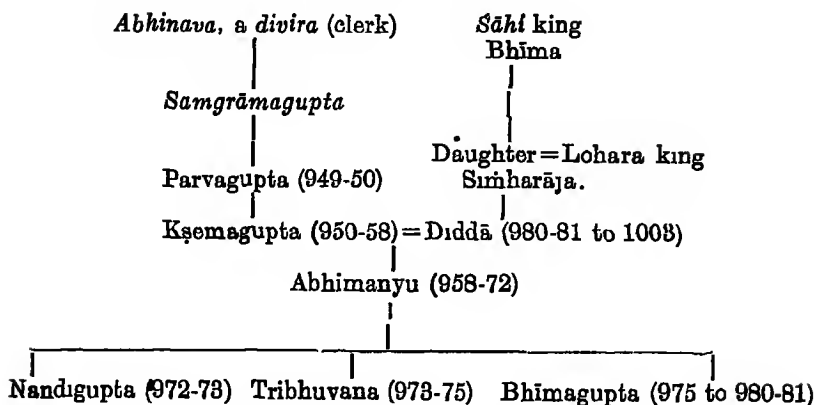 Abhinava, a divira (clerk) Sāhi king
Bhīma
Samgrāmagupta
Daughter=Lohara king
Parvagupta (949-50) Siṁharāja.
Kṣemagupta (950-58)=Diddā (980-81 to 1003)
Abhimanyu (958-72)
Nandigupta (972-73) Tribhuvana (973-75) Bhīmagupta (975 to 980-81)